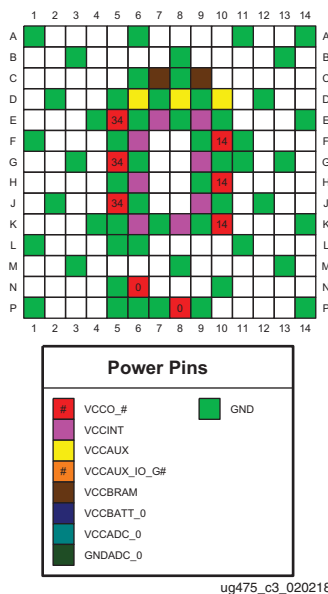 1 2 3 4 5 6 7 8 9 10 11 12 13 14
A A
B B
C C
D D
E 34 E
F 14 F
G 34 G
H 14 H
J 34 J
K 14 K
L L
M M
N 0 N
P 0 P
1 2 3 4 5 6 7 8 9 10 11 12 13 14
Power Pins
# VCCO_# GND
VCCINT
VCCAUX
# VCCAUX_IO_G#
VCCBRAM
VCCBATT_0
VCCADC_0
GNDADC_0
ug475_c3_020218